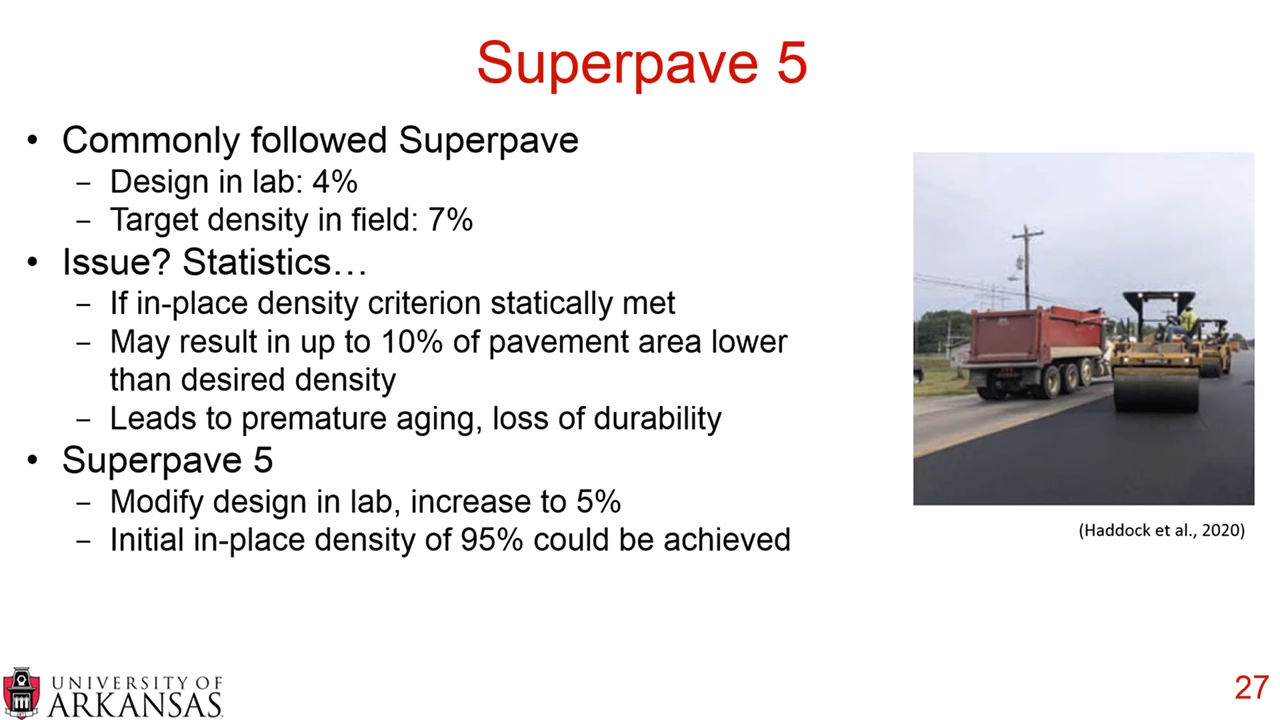 Superpave 5
• Commonly followed Superpave
– Design in lab: 4%
– Target density in field: 7%
• Issue? Statistics…
– If in-place density criterion statically met
– May result in up to 10% of pavement area lower
than desired density
– Leads to premature aging, loss of durability
• Superpave 5
– Modify design in lab, increase to 5%
– Initial in-place density of 95% could be achieved
(Haddock et al., 2020)
UNIVERSITY OF
ARKANSAS
27